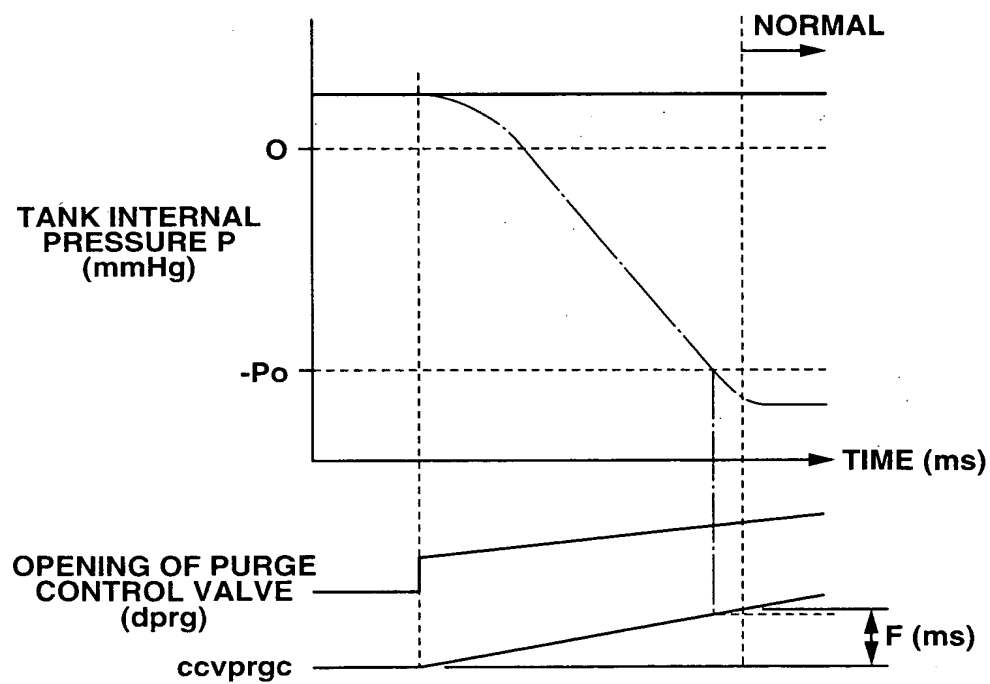 NORMAL
O
TANK INTERNAL
PRESSURE P
(mmHg)
-Po
TIME (ms)
OPENING OF PURGE
CONTROL VALVE
(dprg)
F (ms)
ccvprgc